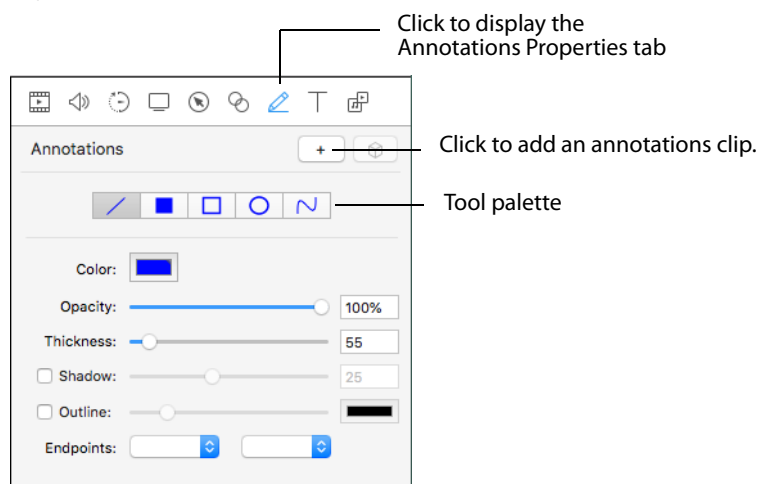 Click to display the
Annotations Properties tab
Annotations
+
Click to add an annotations clip.
Tool palette
Color:
Opacity:
100%
Thickness:
55
Shadow:
25
Outline:
Endpoints: